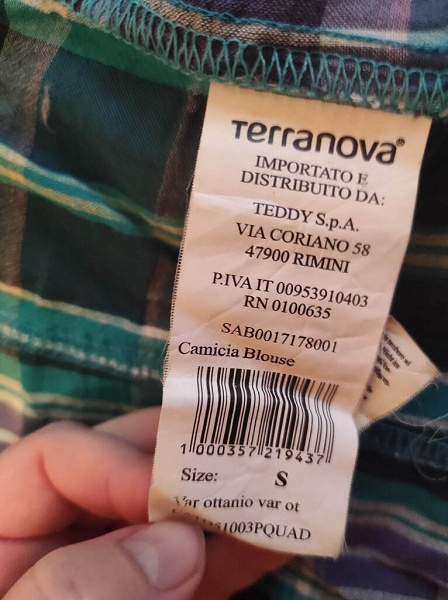 Terranova®
IMPORTATO E
DISTRIBUITO DA:
TEDDY S.p.A.
VIA CORIANO 58
47900 RIMINI
P.IVA IT 00953910403
RN 0100635
SAB0017178001
Camicia Blouse
1 000357 219437
Size: S
Var ottanio var ot
1003PQUAD